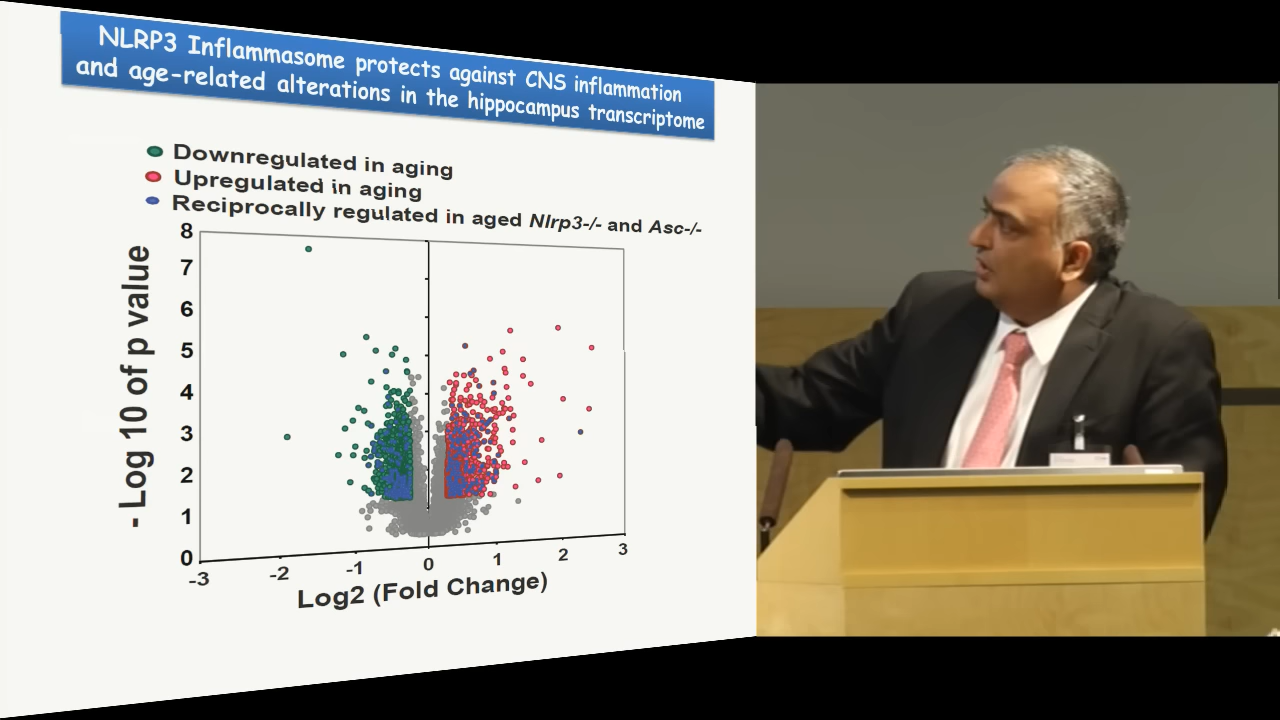 NLRP3 Inflammasome protects against CNS inflammation
and age-related alterations in the hippocampus transcriptome
Downregulated in aging
Upregulated in aging
Reciprocally regulated in aged Nlrp3-/- and Asc-/-
- Log 10 of p value
8
7
6
5
4
3
2
1
0
-3 -2 -1 0 1 2 3
Log2 (Fold Change)